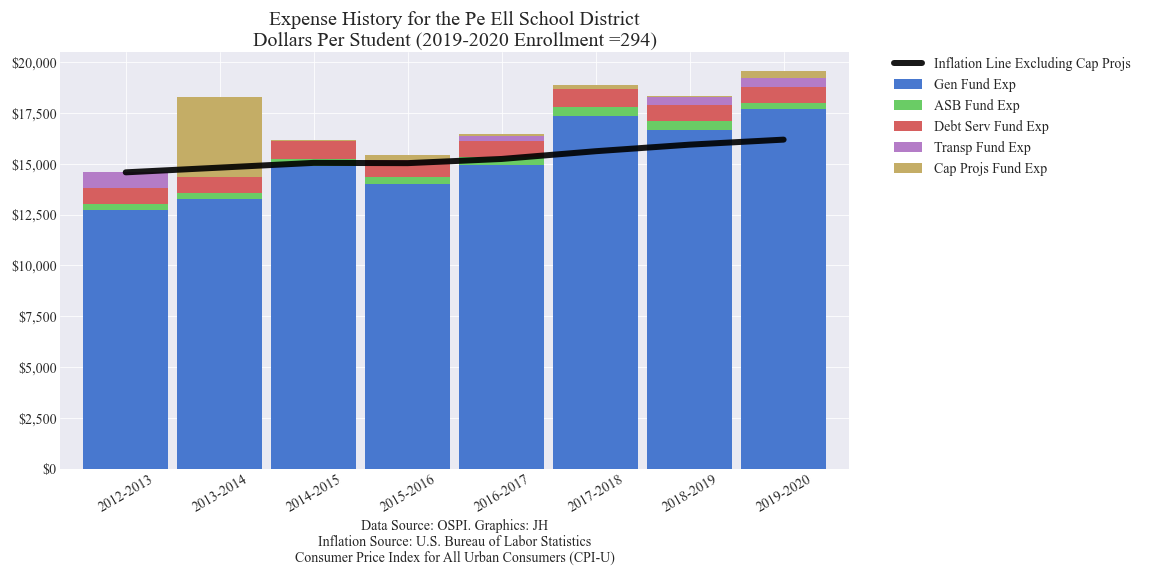 Expense History for the Pe Ell School District
Dollars Per Student (2019-2020 Enrollment =294)
$20,000
$17,500
$15,000
$12,500
$10,000
$7,500
$5,000
$2,500
$0
Inflation Line Excluding Cap Projs
Gen Fund Exp
ASB Fund Exp
Debt Serv Fund Exp
Transp Fund Exp
Cap Projs Fund Exp
2012-2013
2013-2014
2014-2015
2015-2016
2016-2017
2017-2018
2018-2019
2019-2020
Data Source: OSPI. Graphics: JH
Inflation Source: U.S. Bureau of Labor Statistics
Consumer Price Index for All Urban Consumers (CPI-U)